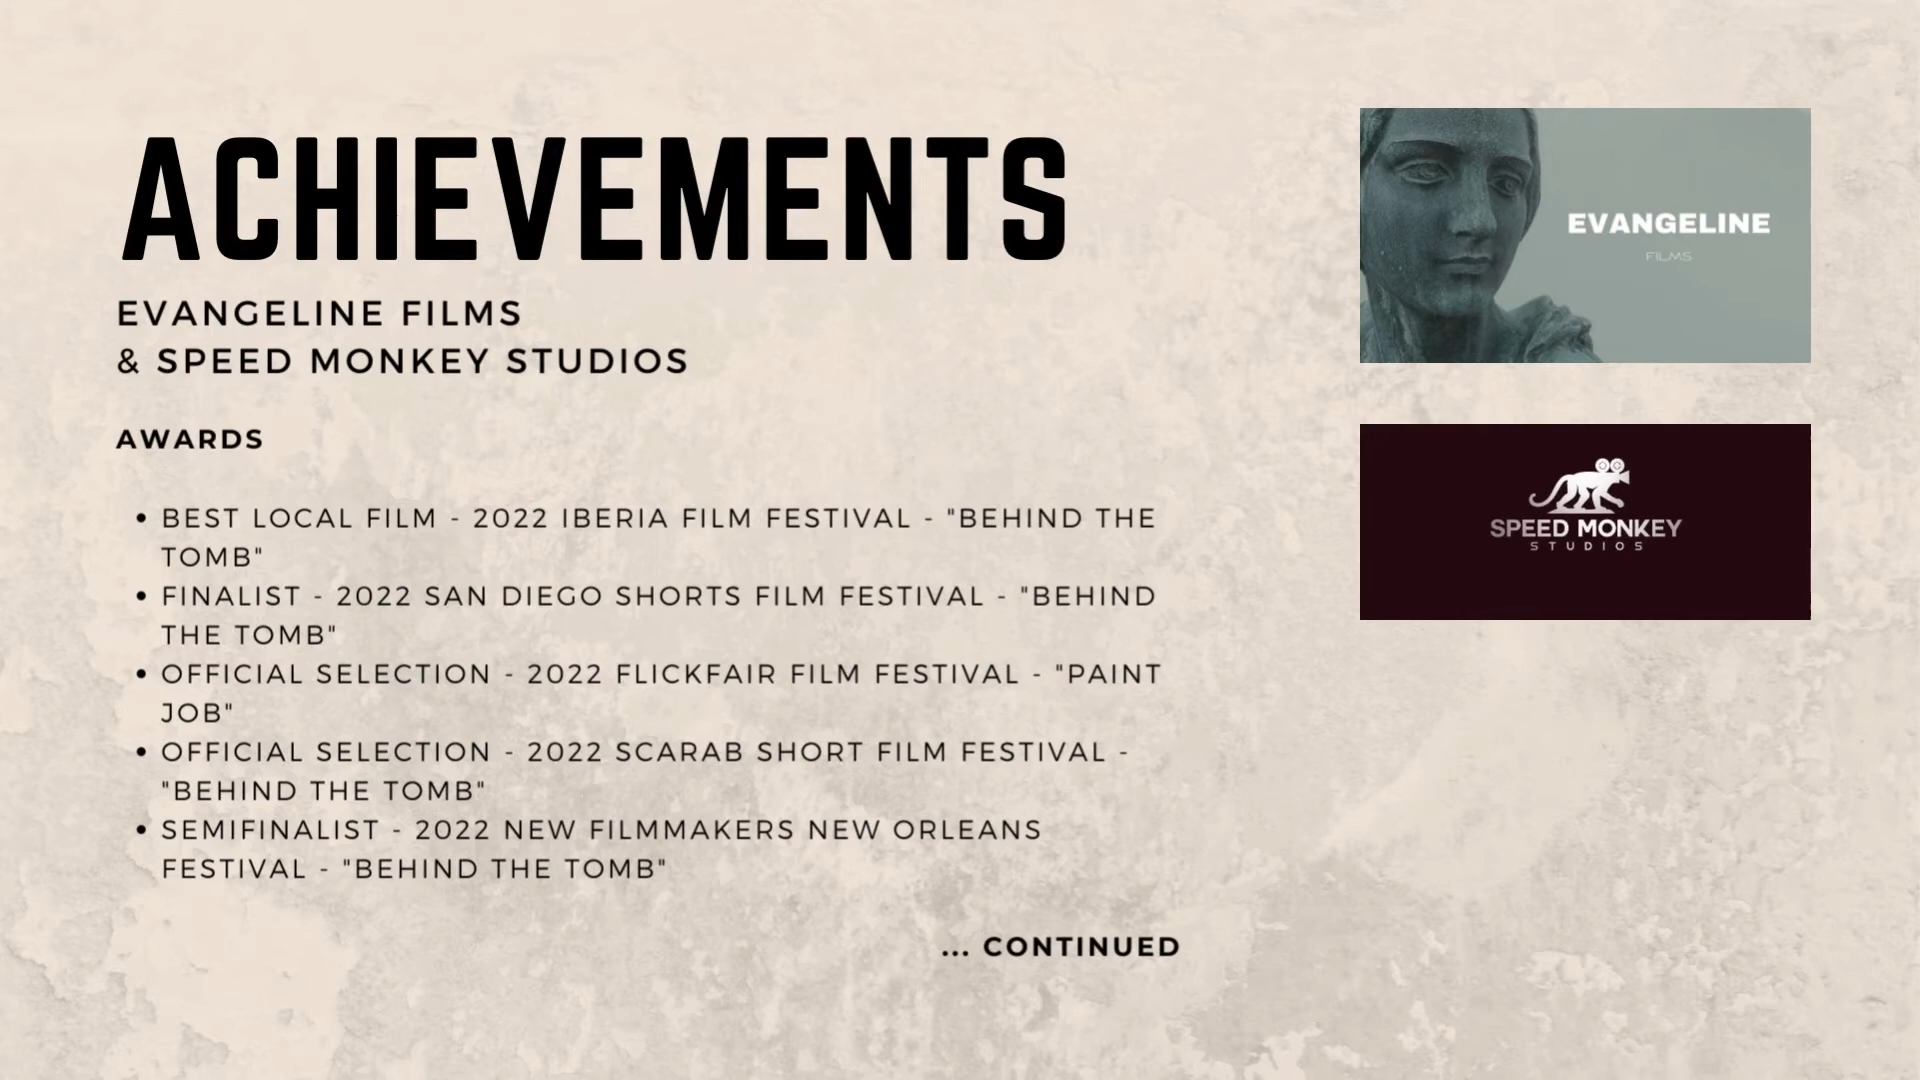 ACHIEVEMENTS
EVANGELINE FILMS
& SPEED MONKEY STUDIOS
AWARDS
• BEST LOCAL FILM - 2022 IBERIA FILM FESTIVAL - "BEHIND THE
TOMB"
• FINALIST - 2022 SAN DIEGO SHORTS FILM FESTIVAL - "BEHIND
THE TOMB"
• OFFICIAL SELECTION - 2022 FLICKFAIR FILM FESTIVAL - "PAINT
JOB"
• OFFICIAL SELECTION - 2022 SCARAB SHORT FILM FESTIVAL -
"BEHIND THE TOMB"
• SEMIFINALIST - 2022 NEW FILMMAKERS NEW ORLEANS
FESTIVAL - "BEHIND THE TOMB"
... CONTINUED
EVANGELINE
FILMS
SPEED MONKEY
STUDIOS